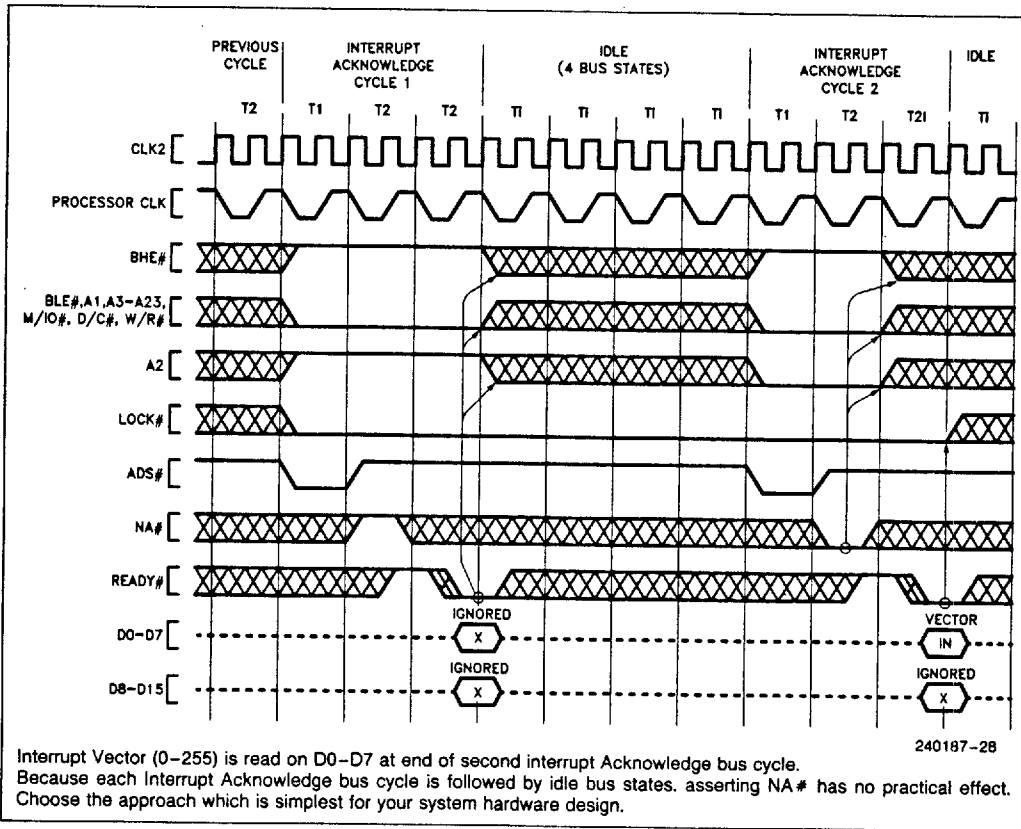 PREVIOUS CYCLE
INTERRUPT ACKNOWLEDGE CYCLE 1
IDLE (4 BUS STATES)
INTERRUPT ACKNOWLEDGE CYCLE 2
IDLE
T2 T1 T2 T2 TI TI TI TI T1 T2 T2I TI
CLK2
PROCESSOR CLK
BHE#
BLE#,A1,A3-A23,
M/IO#, D/C#, W/R#
A2
LOCK#
ADS#
NA#
READY#
IGNORED VECTOR
D0-D7 X IN
IGNORED IGNORED
D8-D15 X X
240187-28
Interrupt Vector (0-255) is read on D0-D7 at end of second interrupt Acknowledge bus cycle.
Because each Interrupt Acknowledge bus cycle is followed by idle bus states. asserting NA# has no practical effect.
Choose the approach which is simplest for your system hardware design.